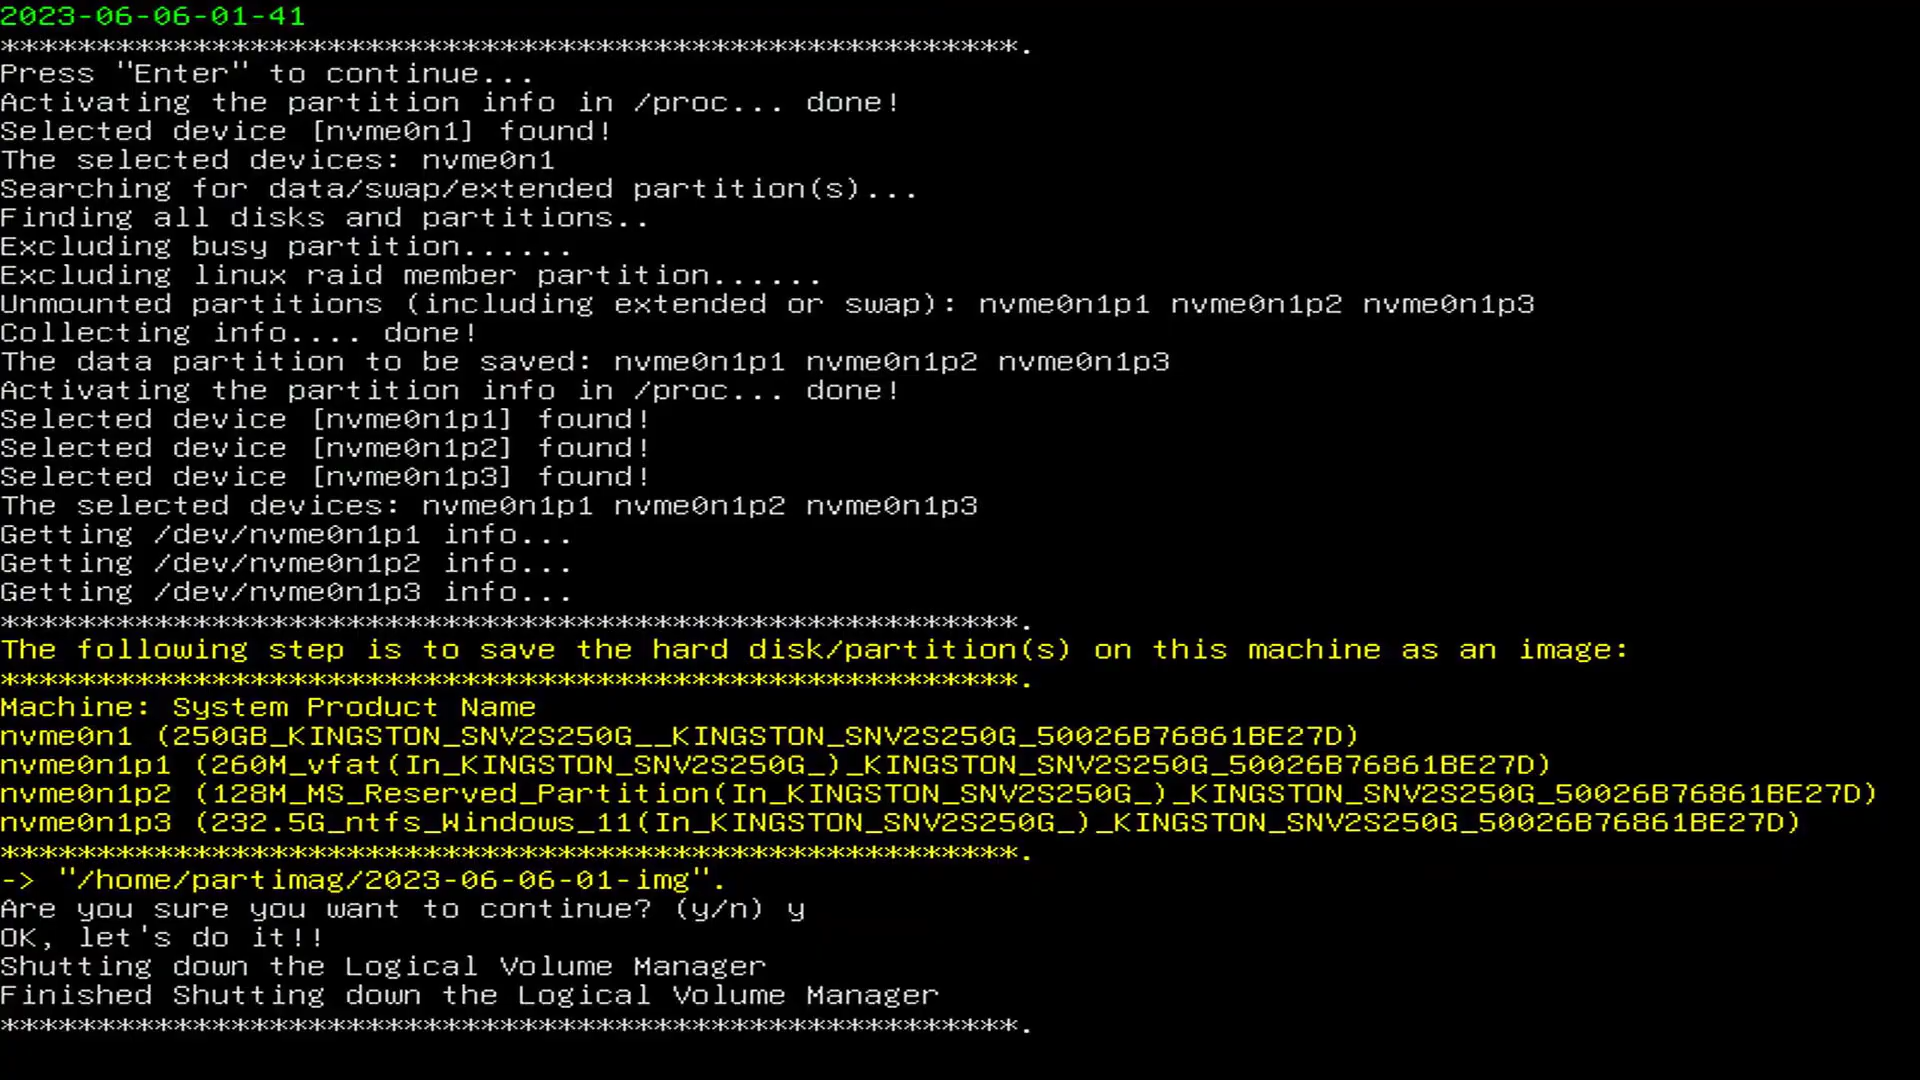 2023-06-06-01-41
*****************************************************.
Press "Enter" to continue...
Activating the partition info in /proc... done!
Selected device [nvme0n1] found!
The selected devices: nvme0n1
Searching for data/swap/extended partition(s)...
Finding all disks and partitions..
Excluding busy partition......
Excluding linux raid member partition......
Unmounted partitions (including extended or swap): nvme0n1p1 nvme0n1p2 nvme0n1p3
Collecting info.... done!
The data partition to be saved: nvme0n1p1 nvme0n1p2 nvme0n1p3
Activating the partition info in /proc... done!
Selected device [nvme0n1p1] found!
Selected device [nvme0n1p2] found!
Selected device [nvme0n1p3] found!
The selected devices: nvme0n1p1 nvme0n1p2 nvme0n1p3
Getting /dev/nvme0n1p1 info...
Getting /dev/nvme0n1p2 info...
Getting /dev/nvme0n1p3 info...
*****************************************************.
The following step is to save the hard disk/partition(s) on this machine as an image:
*****************************************************.
Machine: System Product Name
nvme0n1 (250GB_KINGSTON_SNV2S250G__KINGSTON_SNV2S250G_50026B76861BE27D)
nvme0n1p1 (260M_vfat(In_KINGSTON_SNV2S250G_)_KINGSTON_SNV2S250G_50026B76861BE27D)
nvme0n1p2 (128M_MS_Reserved_Partition(In_KINGSTON_SNV2S250G_)_KINGSTON_SNV2S250G_50026B76861BE27D)
nvme0n1p3 (232.5G_ntfs_Windows_11(In_KINGSTON_SNV2S250G_)_KINGSTON_SNV2S250G_50026B76861BE27D)
*****************************************************.
-> "/home/partimag/2023-06-06-01-img".
Are you sure you want to continue? (y/n) y
OK, let's do it!!
Shutting down the Logical Volume Manager
Finished Shutting down the Logical Volume Manager
*****************************************************.